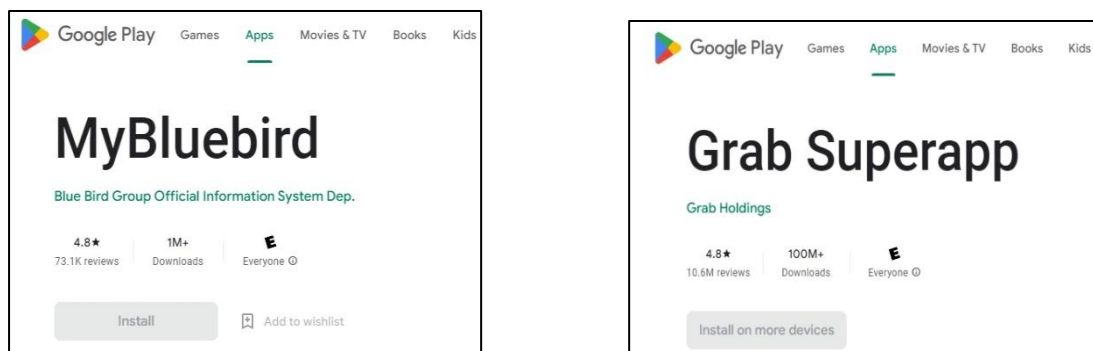 Google Play Games Apps Movies & TV Books Kids
MyBluebird
Blue Bird Group Official Information System Dep.
4.8★ 1M+ E
73.1K reviews Downloads Everyone
Install Add to wishlist
Google Play Games Apps Movies & TV Books Kids
Grab Superapp
Grab Holdings
4.8★ 100M+ E
10.6M reviews Downloads Everyone
Install on more devices